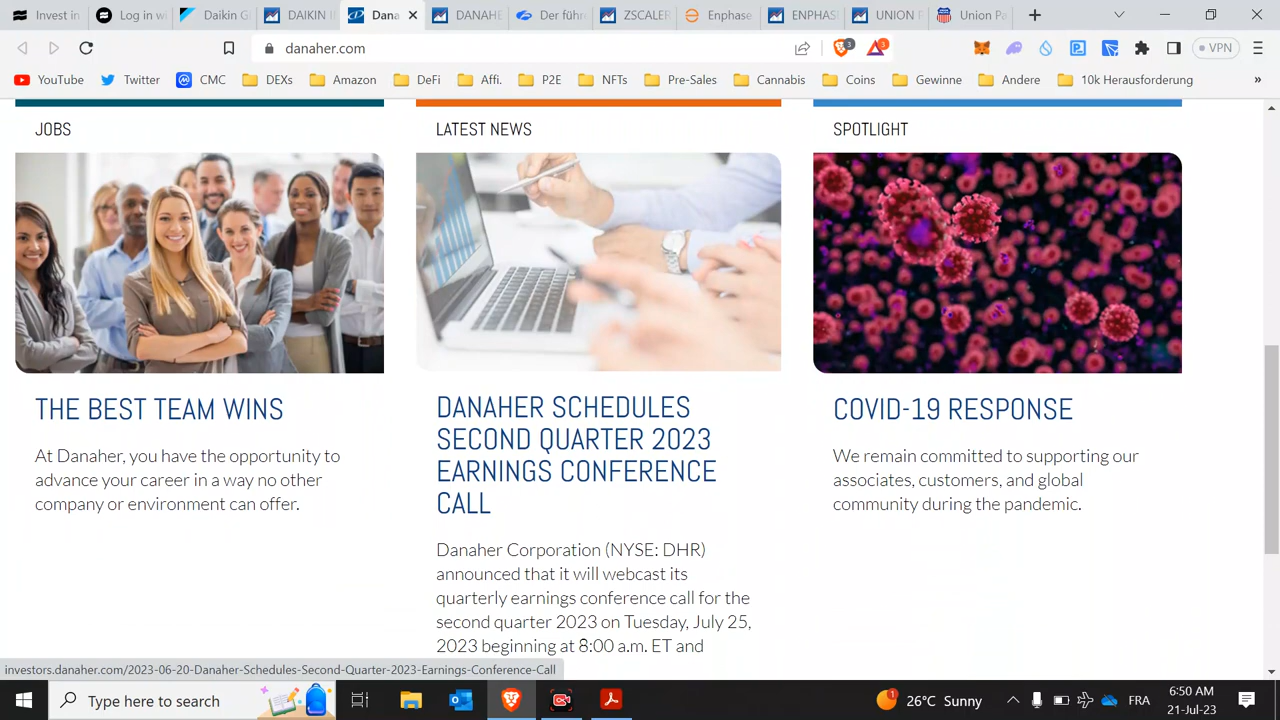 Invest in
Log in wi
Daikin G
DAIKIN I
Dana
DANAHE
Der führ
ZSCALER
Enphase
ENPHAS
UNION F
Union Pa
danaher.com
3
3
VPN
YouTube
Twitter
CMC
DEXs
Amazon
DeFi
Affi.
P2E
NFTs
Pre-Sales
Cannabis
Coins
Gewinne
Andere
10k Herausforderung
»
JOBS
THE BEST TEAM WINS
At Danaher, you have the opportunity to
advance your career in a way no other
company or environment can offer.
LATEST NEWS
DANAHER SCHEDULES
SECOND QUARTER 2023
EARNINGS CONFERENCE
CALL
Danaher Corporation (NYSE: DHR)
announced that it will webcast its
quarterly earnings conference call for the
second quarter 2023 on Tuesday, July 25,
2023 beginning at 8:00 a.m. ET and
SPOTLIGHT
COVID-19 RESPONSE
We remain committed to supporting our
associates, customers, and global
community during the pandemic.
investors.danaher.com/2023-06-20-Danaher-Schedules-Second-Quarter-2023-Earnings-Conference-Call
Type here to search
1
26°C Sunny
FRA
6:50 AM
21-Jul-23